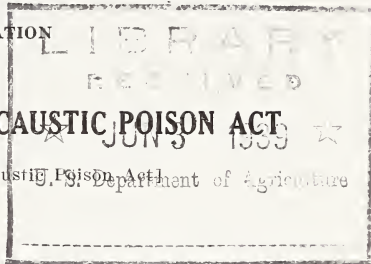 ATION
LIBRARY
RECEIVED
CAUSTIC POISON ACT
☆ JUN 3 1939 ☆
ustic Poison Act]
U. S. Department of Agriculture